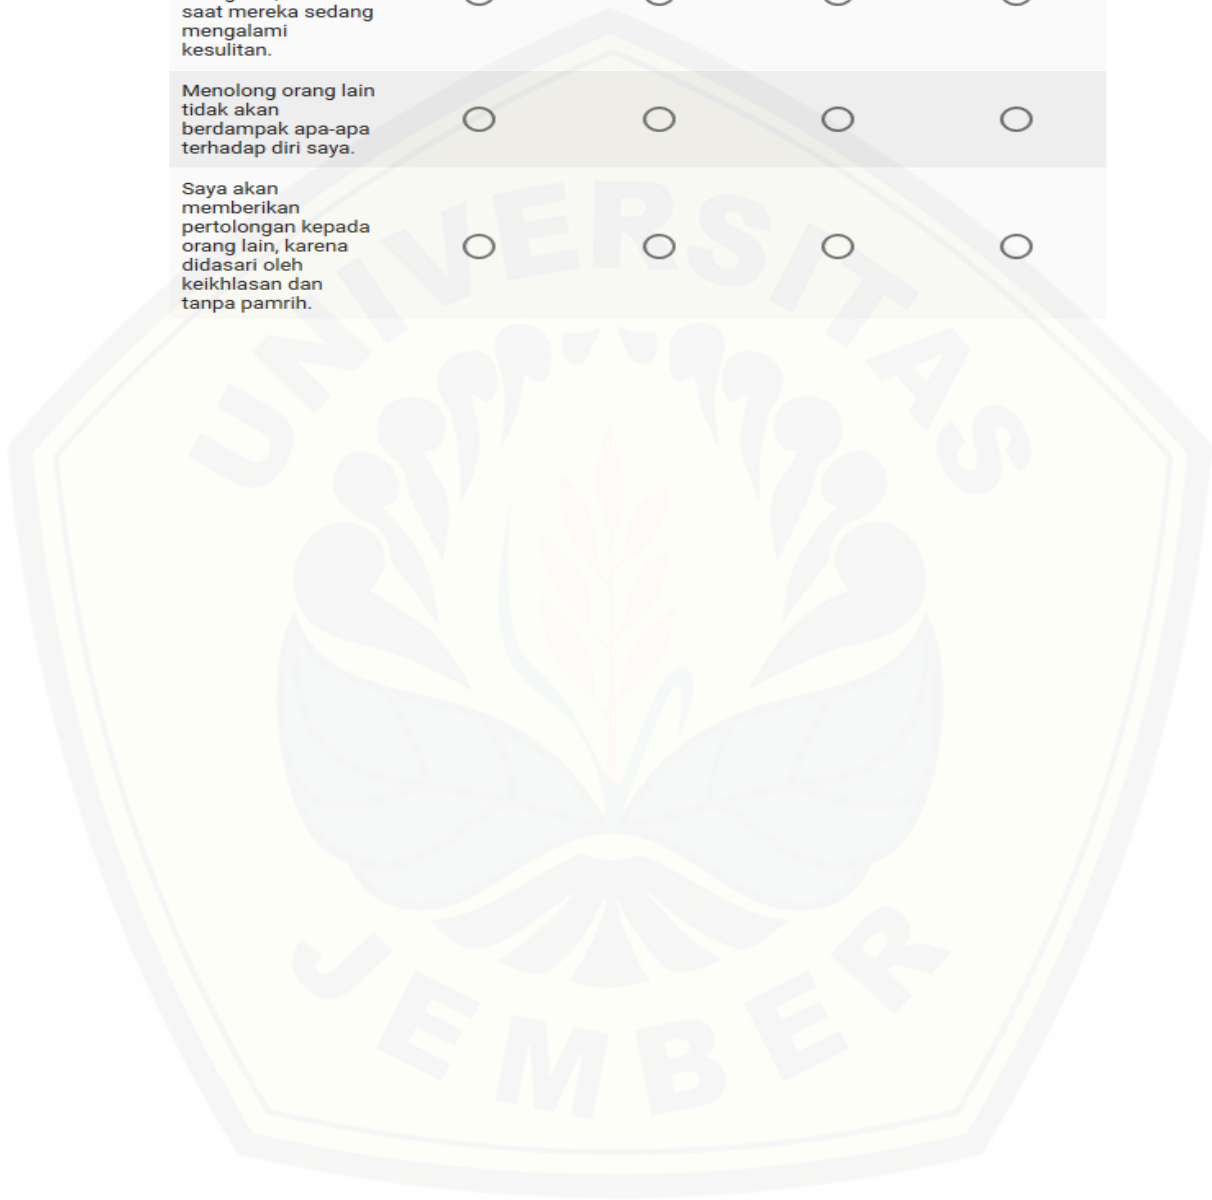 saat mereka sedang
mengalami
kesulitan.
Menolong orang lain
tidak akan
berdampak apa-apa
terhadap diri saya.
Saya akan
memberikan
pertolongan kepada
orang lain, karena
didasari oleh
keikhlasan dan
tanpa pamrih.
UNIVERSITAS
JEMBER